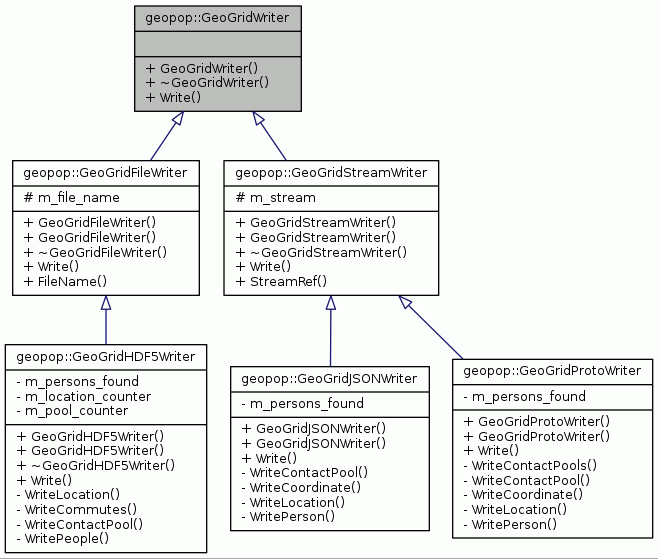 geopop::GeoGridWriter
+ GeoGridWriter()
+ ~GeoGridWriter()
+ Write()
geopop::GeoGridFileWriter
# m_file_name
+ GeoGridFileWriter()
+ GeoGridFileWriter()
+ ~GeoGridFileWriter()
+ Write()
+ FileName()
geopop::GeoGridStreamWriter
# m_stream
+ GeoGridStreamWriter()
+ GeoGridStreamWriter()
+ ~GeoGridStreamWriter()
+ Write()
+ StreamRef()
geopop::GeoGridHDF5Writer
- m_persons_found
- m_location_counter
- m_pool_counter
+ GeoGridHDF5Writer()
+ GeoGridHDF5Writer()
+ ~GeoGridHDF5Writer()
+ Write()
- WriteLocation()
- WriteCommutes()
- WriteContactPool()
- WritePeople()
geopop::GeoGridJSONWriter
- m_persons_found
+ GeoGridJSONWriter()
+ GeoGridJSONWriter()
+ Write()
- WriteContactPool()
- WriteCoordinate()
- WriteLocation()
- WritePerson()
geopop::GeoGridProtoWriter
- m_persons_found
+ GeoGridProtoWriter()
+ GeoGridProtoWriter()
+ Write()
- WriteContactPools()
- WriteContactPool()
- WriteCoordinate()
- WriteLocation()
- WritePerson()